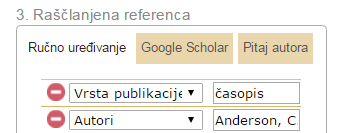 3. Raščlanjena referenca
Ručno uređivanje Google Scholar Pitaj autora
Vrsta publikacije časopis
Autori Anderson, C